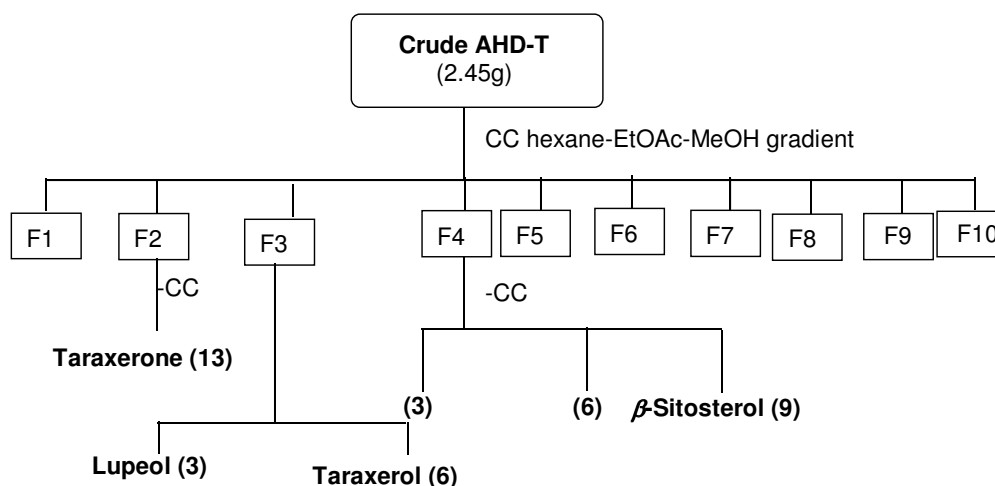 Crude AHD-T
(2.45g)
CC hexane-EtOAc-MeOH gradient
F1
F2
F3
F4
F5
F6
F7
F8
F9
F10
-CC
-CC
Taraxerone (13)
(3)
(6)
β-Sitosterol (9)
Lupeol (3)
Taraxerol (6)